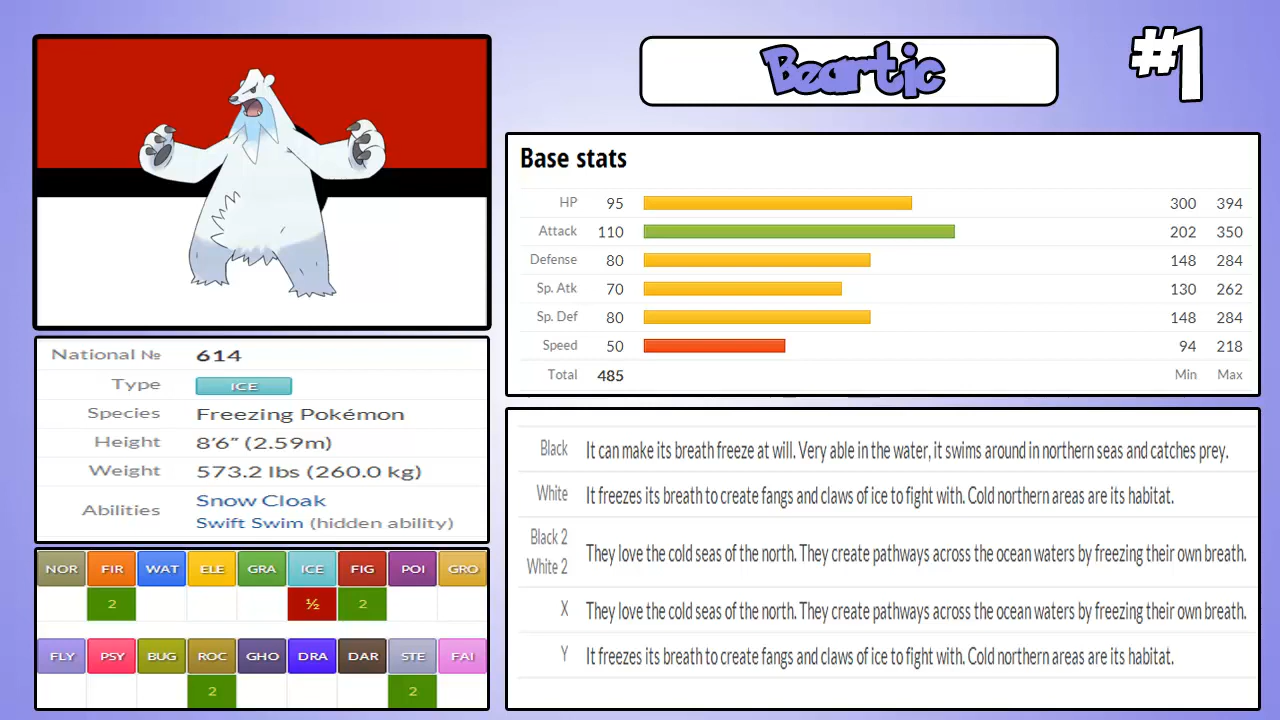 Beartic
#1
Base stats
HP 95 300 394
Attack 110 202 350
Defense 80 148 284
Sp. Atk 70 130 262
Sp. Def 80 148 284
Speed 50 94 218
Total 485 Min Max
National № 614
Type ICE
Species Freezing Pokémon
Height 8′6″ (2.59m)
Weight 573.2 lbs (260.0 kg)
Abilities Snow Cloak
Swift Swim (hidden ability)
NOR FIR WAT ELE GRA ICE FIG POI GRO
2 ½ 2
FLY PSY BUG ROC GHO DRA DAR STE FAI
2 2
Black It can make its breath freeze at will. Very able in the water, it swims around in northern seas and catches prey.
White It freezes its breath to create fangs and claws of ice to fight with. Cold northern areas are its habitat.
Black 2
White 2 They love the cold seas of the north. They create pathways across the ocean waters by freezing their own breath.
X They love the cold seas of the north. They create pathways across the ocean waters by freezing their own breath.
Y It freezes its breath to create fangs and claws of ice to fight with. Cold northern areas are its habitat.